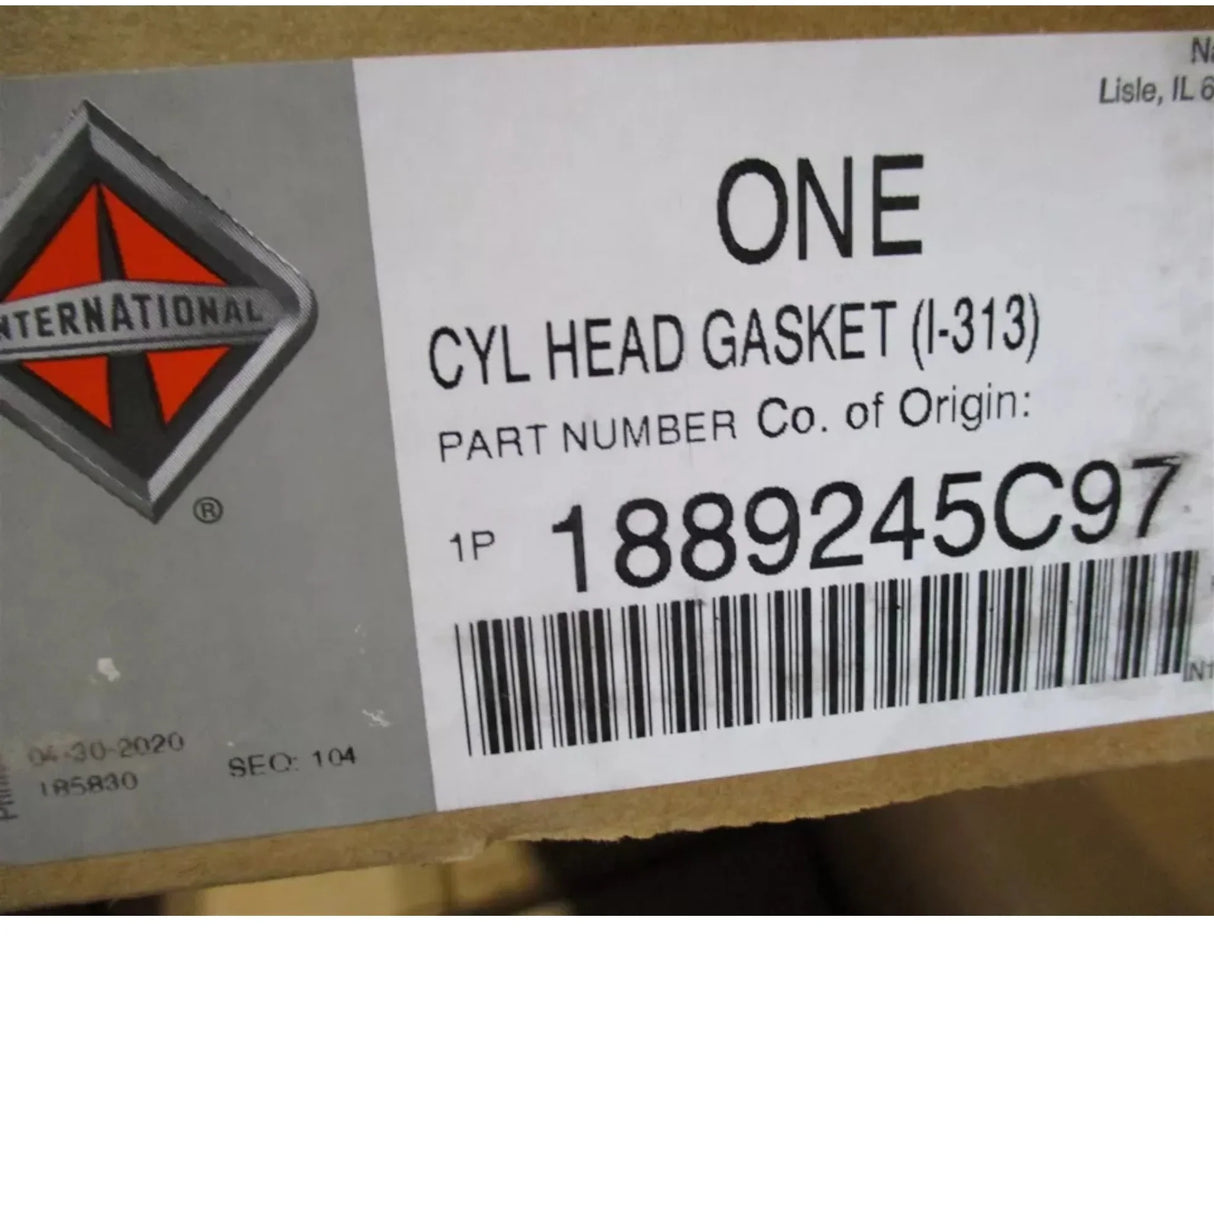 Lisle, IL
ONE
INTERNATIONAL
®
CYL HEAD GASKET (I-313)
PART NUMBER Co. of Origin:
1P 1889245C97
04-30-2020
SEQ: 104